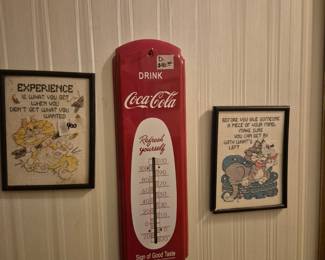 EXPERIENCE
IS WHAT YOU GET
WHEN YOU
DIDN'T GET WHAT YOU
WANTED
DRINK
Coca-Cola
Refresh
yourself
Sign of Good Taste
BEFORE YOU GIVE SOMEONE
A PIECE OF YOUR MIND,
MAKE SURE
YOU CAN GET BY
WITH WHAT'S
LEFT